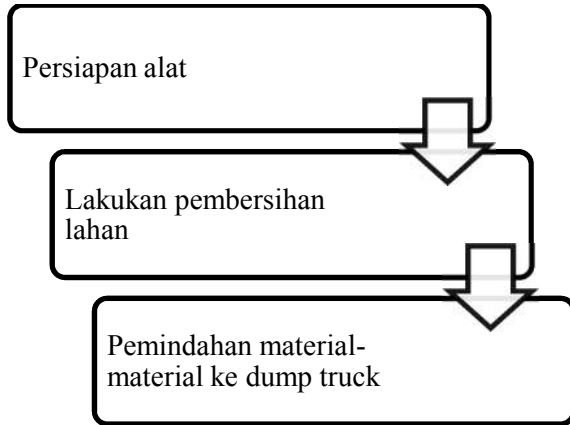 Persiapan alat
Lakukan pembersihan
lahan
Pemindahan material-
material ke dump truck